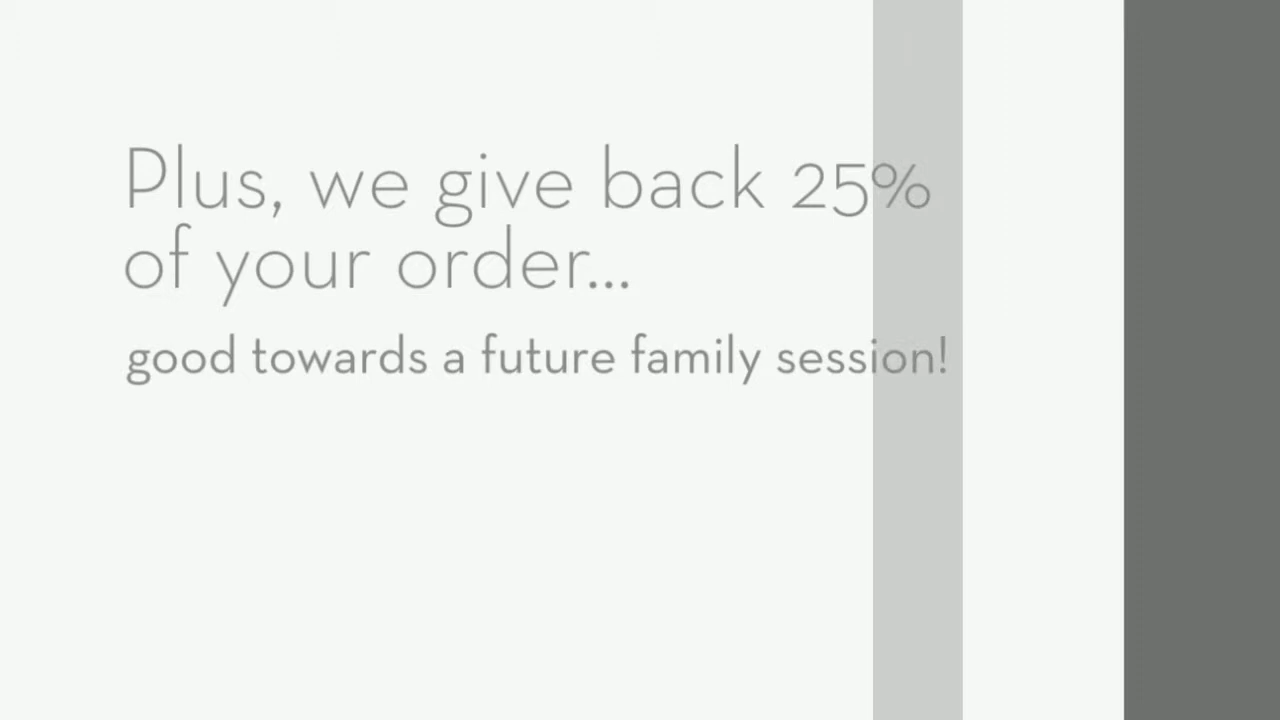 Plus, we give back 25%
of your order...
good towards a future family session!